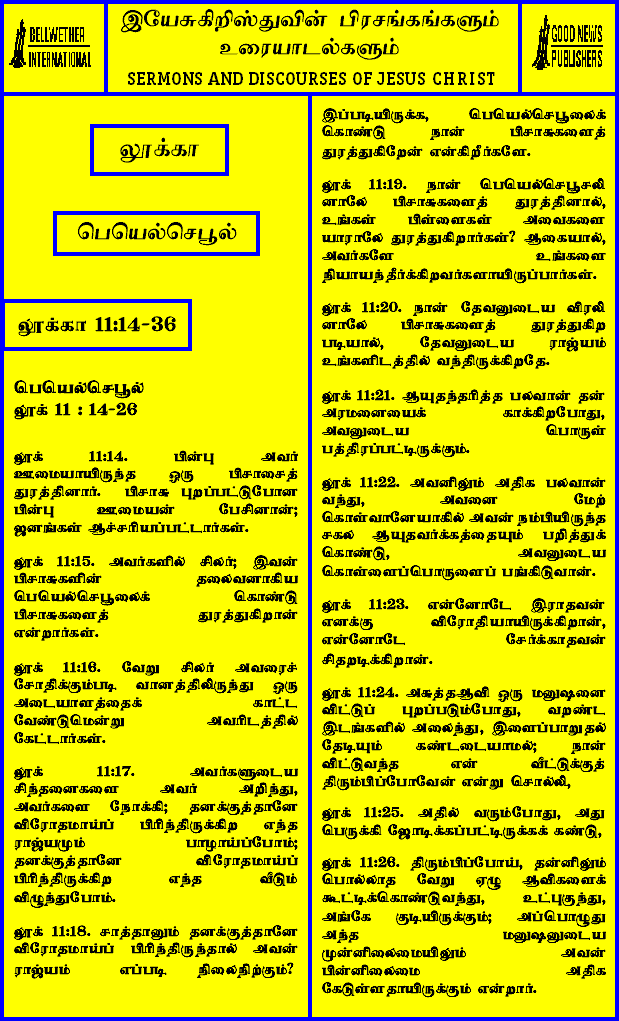 BELLWETHER
INTERNATIONAL
இயேசுகிறிஸ்துவின் பிரசங்கங்களும்
உரையாடல்களும்
SERMONS AND DISCOURSES OF JESUS CHRIST
GOOD NEWS
PUBLISHERS
லூக்கா
பெயெல்செபூல்
லூக்கா 11:14-36
பெயெல்செபூல்
லூக் 11 : 14-26
லூக் 11:14. பின்பு அவர்
ஊமையாயிருந்த ஒரு பிசாசைத்
துரத்தினார். பிசாசு புறப்பட்டுபோன
பின்பு ஊமையன் பேசினான்;
ஜனங்கள் ஆச்சரியப்பட்டார்கள்.
லூக் 11:15. அவர்களில் சிலர்; இவன்
பிசாசுகளின் தலைவனாகிய
பெயெல்செபூலைக் கொண்டு
பிசாசுகளைத் துரத்துகிறான்
என்றார்கள்.
லூக் 11:16. வேறு சிலர் அவரைச்
சோதிக்கும்படி வானத்திலிருந்து ஒரு
அடையாளத்தைக் காட்ட
வேண்டுமென்று அவரிடத்தில்
கேட்டார்கள்.
லூக் 11:17. அவர்களுடைய
சிந்தனைகளை அவர் அறிந்து,
அவர்களை நோக்கி; தனக்குத்தானே
விரோதமாய்ப் பிரிந்திருக்கிற எந்த
ராஜ்யமும் பாழாய்ப்போம்;
தனக்குத்தானே விரோதமாய்ப்
பிரிந்திருக்கிற எந்த வீடும்
விழுந்துபோம்.
லூக் 11:18. சாத்தானும் தனக்குத்தானே
விரோதமாய்ப் பிரிந்திருந்தால் அவன்
ராஜ்யம் எப்படி நிலைநிற்கும்?
இப்படியிருக்க, பெயெல்செபூலைக்
கொண்டு நான் பிசாசுகளைத்
துரத்துகிறேன் என்கிறீர்களே.
லூக் 11:19. நான் பெயெல்செபூசலி
னாலே பிசாசுகளைத் துரத்தினால்,
உங்கள் பிள்ளைகள் அவைகளை
யாராலே துரத்துகிறார்கள்? ஆகையால்,
அவர்களே உங்களை
நியாயந்தீர்க்கிறவர்களாயிருப்பார்கள்.
லூக் 11:20. நான் தேவனுடைய விரலி
னாலே பிசாசுகளைத் துரத்துகிற
படியால், தேவனுடைய ராஜ்யம்
உங்களிடத்தில் வந்திருக்கிறதே.
லூக் 11:21. ஆயுதந்தரித்த பலவான் தன்
அரமனையைக் காக்கிறபோது,
அவனுடைய பொருள்
பத்திரப்பட்டிருக்கும்.
லூக் 11:22. அவனிலும் அதிக பலவான்
வந்து, அவனை மேற்
கொள்வானேயாகில் அவன் நம்பியிருந்த
சகல ஆயுதவர்க்கத்தையும் பறித்துக்
கொண்டு, அவனுடைய
கொள்ளைப்பொருளைப் பங்கிடுவான்.
லூக் 11:23. என்னோடே இராதவன்
எனக்கு விரோதியாயிருக்கிறான்,
என்னோடே சேர்க்காதவன்
சிதறடிக்கிறான்.
லூக் 11:24. அசுத்தஆவி ஒரு மனுஷனை
விட்டுப் புறப்படும்போது, வறண்ட
இடங்களில் அலைந்து, இளைப்பாறுதல்
தேடியும் கண்டடையாமல்; நான்
விட்டுவந்த என் வீட்டுக்குத்
திரும்பிப்போவேன் என்று சொல்லி,
லூக் 11:25. அதில் வரும்போது, அது
பெருக்கி ஜோடிக்கப்பட்டிருக்கக் கண்டு,
லூக் 11:26. திரும்பிப்போய், தன்னிலும்
பொல்லாத வேறு ஏழு ஆவிகளைக்
கூட்டிக்கொண்டுவந்து, உட்புகுந்து,
அங்கே குடியிருக்கும்; அப்பொழுது
அந்த மனுஷனுடைய
முன்னிலைமையிலும் அவன்
பின்னிலைமை அதிக
கேடுள்ளதாயிருக்கும் என்றார்.